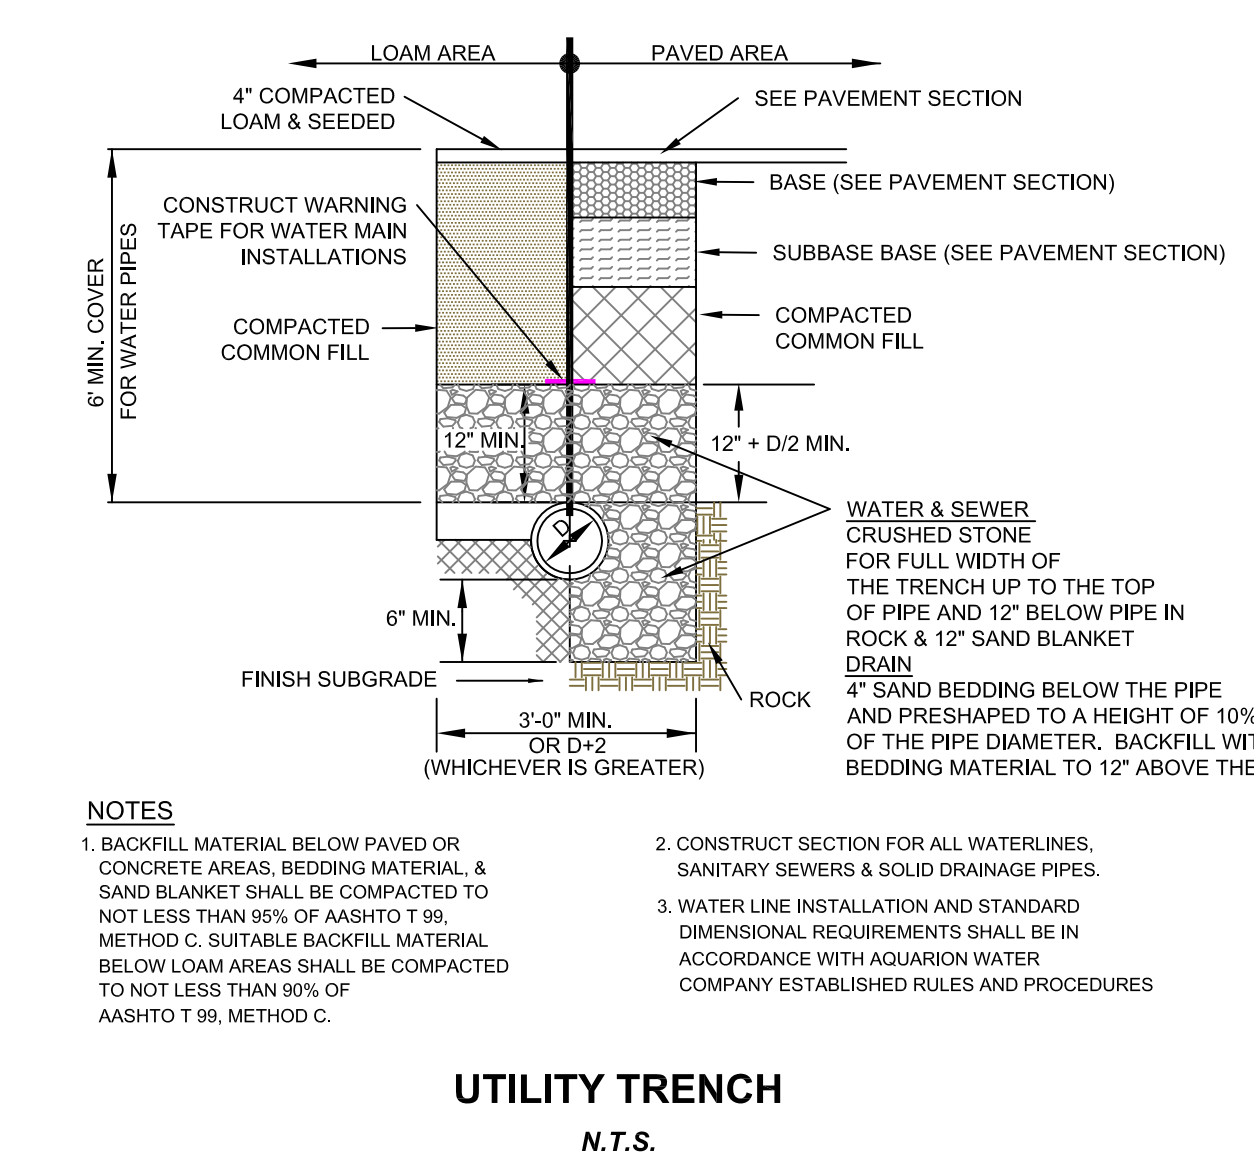 LOAM AREA
PAVED AREA
4" COMPACTED
LOAM & SEEDED
SEE PAVEMENT SECTION
BASE (SEE PAVEMENT SECTION)
CONSTRUCT WARNING
TAPE FOR WATER MAIN
INSTALLATIONS
SUBBASE BASE (SEE PAVEMENT SECTION)
6' MIN. COVER
FOR WATER PIPES
COMPACTED
COMMON FILL
COMPACTED
COMMON FILL
12" MIN.
12" + D/2 MIN.
D
WATER & SEWER
CRUSHED STONE
FOR FULL WIDTH OF
THE TRENCH UP TO THE TOP
OF PIPE AND 12" BELOW PIPE IN
ROCK & 12" SAND BLANKET
DRAIN
4" SAND BEDDING BELOW THE PIPE
AND PRESHAPED TO A HEIGHT OF 10%
OF THE PIPE DIAMETER. BACKFILL WIT
BEDDING MATERIAL TO 12" ABOVE THE
6" MIN.
FINISH SUBGRADE
ROCK
3'-0" MIN.
OR D+2
(WHICHEVER IS GREATER)
NOTES
1. BACKFILL MATERIAL BELOW PAVED OR
CONCRETE AREAS, BEDDING MATERIAL, &
SAND BLANKET SHALL BE COMPACTED TO
NOT LESS THAN 95% OF AASHTO T 99,
METHOD C. SUITABLE BACKFILL MATERIAL
BELOW LOAM AREAS SHALL BE COMPACTED
TO NOT LESS THAN 90% OF
AASHTO T 99, METHOD C.
2. CONSTRUCT SECTION FOR ALL WATERLINES,
SANITARY SEWERS & SOLID DRAINAGE PIPES.
3. WATER LINE INSTALLATION AND STANDARD
DIMENSIONAL REQUIREMENTS SHALL BE IN
ACCORDANCE WITH AQUARION WATER
COMPANY ESTABLISHED RULES AND PROCEDURES
UTILITY TRENCH
N.T.S.